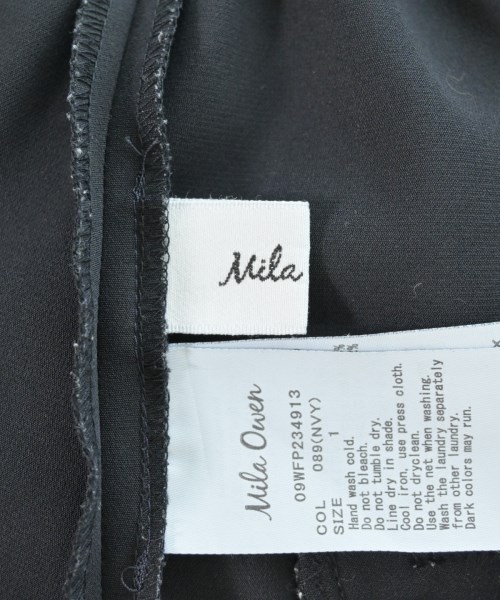 Mila
Mila Owen
09WFP234913
COL 089(NVY)
SIZE 1
Hand wash cold.
Do not bleach.
Do not tumble dry.
Line dry in shade.
Cool iron, use press cloth.
Do not dryclean.
Use the net when washing.
Wash the laundry separately
from other laundry.
Dark colors may run.